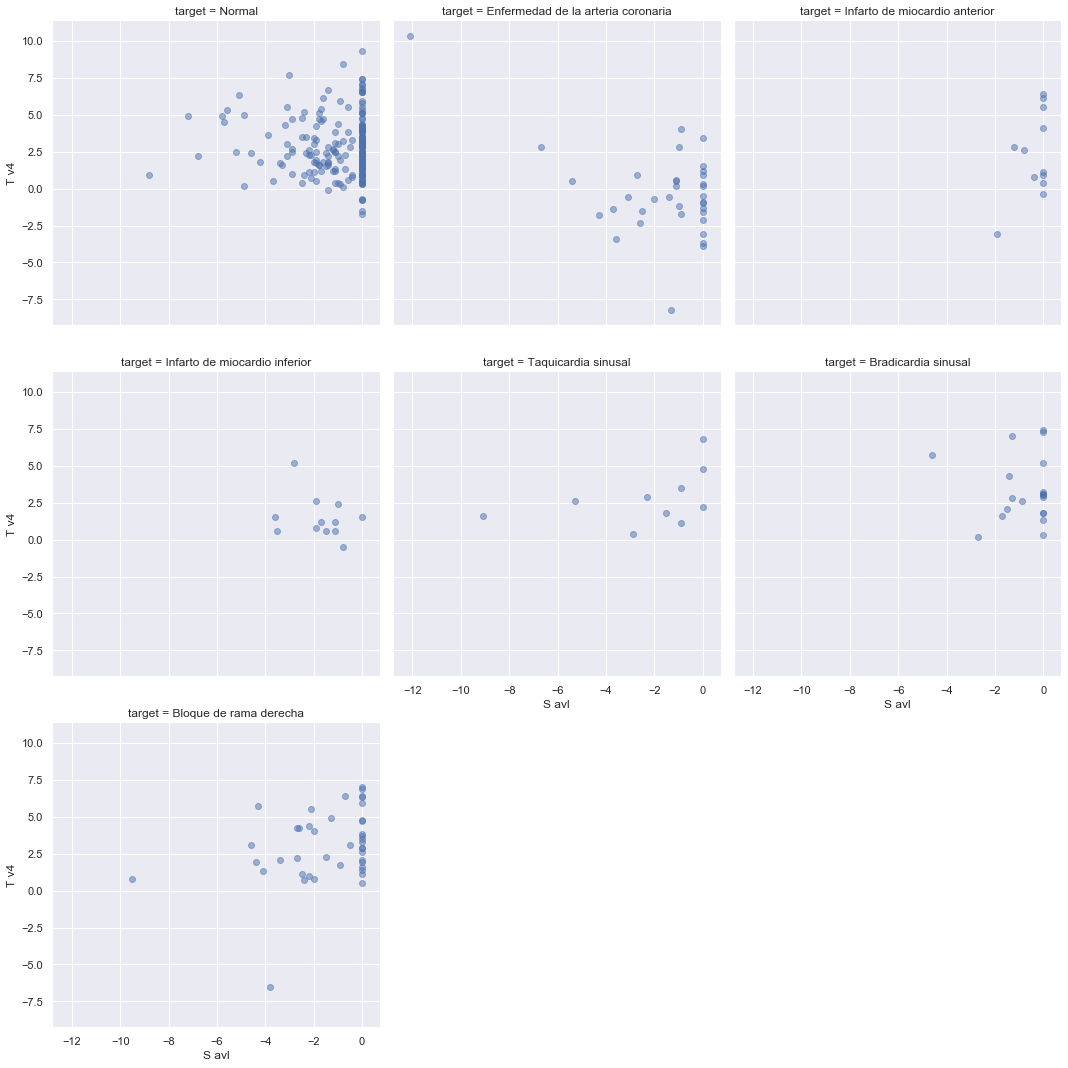 target = Normal
target = Enfermedad de la arteria coronaria
target = Infarto de miocardio anterior
10.0
7.5
5.0
2.5
0.0
−2.5
−5.0
−7.5
T v4
target = Infarto de miocardio inferior
target = Taquicardia sinusal
target = Bradicardia sinusal
10.0
7.5
5.0
2.5
0.0
−2.5
−5.0
−7.5
T v4
−12 −10 −8 −6 −4 −2 0
S avl
−12 −10 −8 −6 −4 −2 0
S avl
target = Bloque de rama derecha
10.0
7.5
5.0
2.5
0.0
−2.5
−5.0
−7.5
T v4
−12 −10 −8 −6 −4 −2 0
S avl